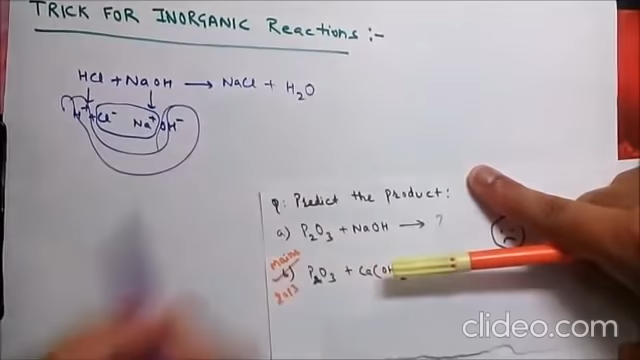 TRICK FOR INORGANIC Reactions :-
HCl + NaOH → NaCl + H2O
H+ + Cl- Na+ OH-
Q: Predict the product:
a) P2O3 + NaOH → ?
Mains
b) P2O3 + Ca(OH
2013
clideo.com